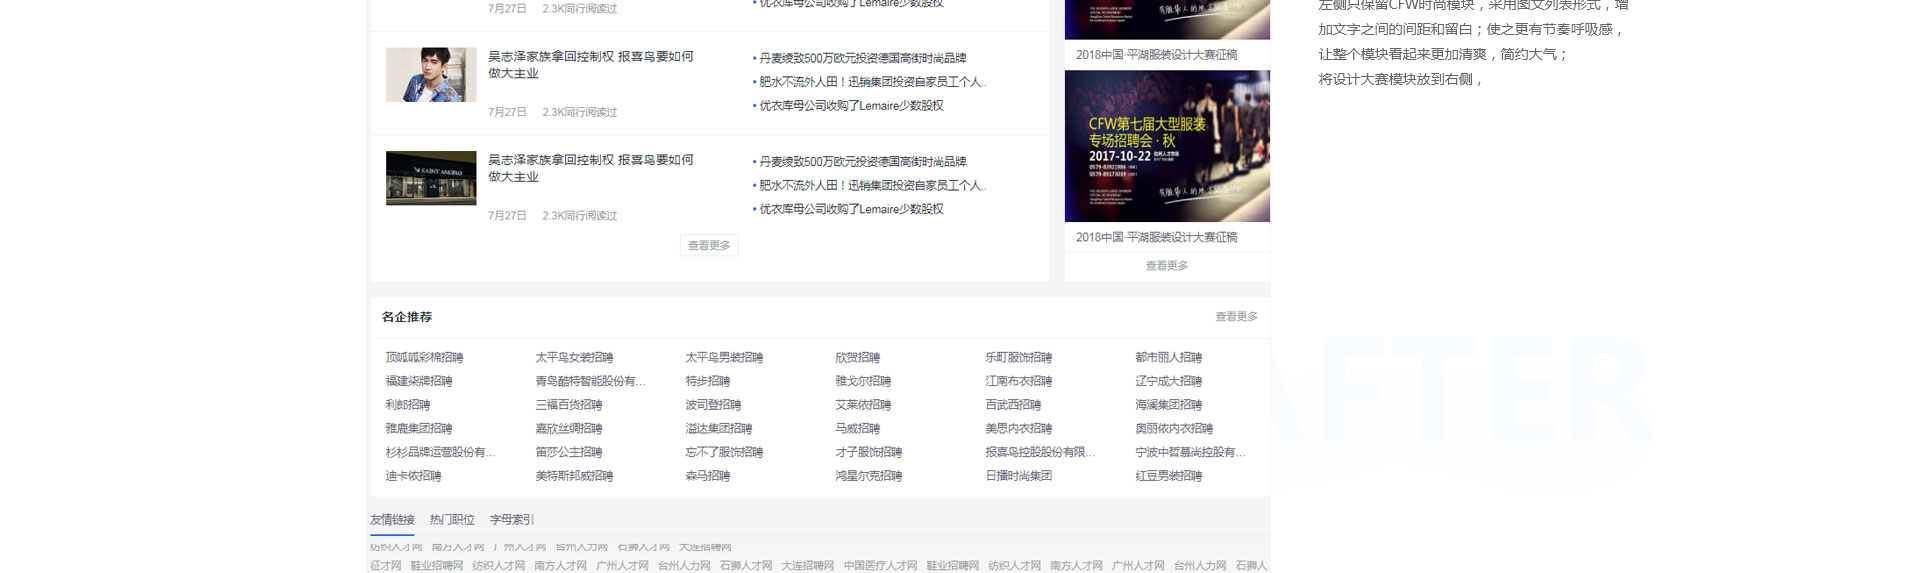 7月27日 2.3K同行阅读过
• 优衣库母公司收购了Lemaire少数股权
吴志泽家族拿回控制权 报喜鸟要如何
做大主业
7月27日 2.3K同行阅读过
• 丹麦绫致500万欧元投资德国高街时尚品牌
• 肥水不流外人田！迅销集团投资自家员工个人..
• 优衣库母公司收购了Lemaire少数股权
SAINT ANGELO
吴志泽家族拿回控制权 报喜鸟要如何
做大主业
7月27日 2.3K同行阅读过
• 丹麦绫致500万欧元投资德国高街时尚品牌
• 肥水不流外人田！迅销集团投资自家员工个人..
• 优衣库母公司收购了Lemaire少数股权
查看更多
2018中国·平湖服装设计大赛征稿
CFW第七届大型服装
专场招聘会·秋
2017-10-22
2018中国·平湖服装设计大赛征稿
查看更多
左侧只保留CFW时尚模块，采用图文列表形式，增
加文字之间的间距和留白；使之更有节奏呼吸感，
让整个模块看起来更加清爽，简约大气；
将设计大赛模块放到右侧，
AFTER
名企推荐 查看更多
顶呱呱彩棉招聘 太平鸟女装招聘 太平鸟男装招聘 欣贺招聘 乐町服饰招聘 都市丽人招聘
福建柒牌招聘 青岛酷特智能股份有... 特步招聘 雅戈尔招聘 江南布衣招聘 辽宁成大招聘
利郎招聘 三福百货招聘 波司登招聘 艾莱依招聘 百武西招聘 海澜集团招聘
雅鹿集团招聘 嘉欣丝绸招聘 溢达集团招聘 马威招聘 美思内衣招聘 奥丽侬内衣招聘
杉杉品牌运营股份有... 笛莎公主招聘 忘不了服饰招聘 才子服饰招聘 报喜鸟控股股份有限... 宁波中哲慕尚控股有...
迪卡侬招聘 美特斯邦威招聘 森马招聘 鸿星尔克招聘 日播时尚集团 红豆男装招聘
友情链接 热门职位 字母索引
纺织人才网 南方人才网 广州人才网 台州人力网 石狮人才网 大连招聘网
征才网 鞋业招聘网 纺织人才网 南方人才网 广州人才网 台州人力网 石狮人才网 大连招聘网 中国医疗人才网 鞋业招聘网 纺织人才网 南方人才网 广州人才网 台州人力网 石狮人